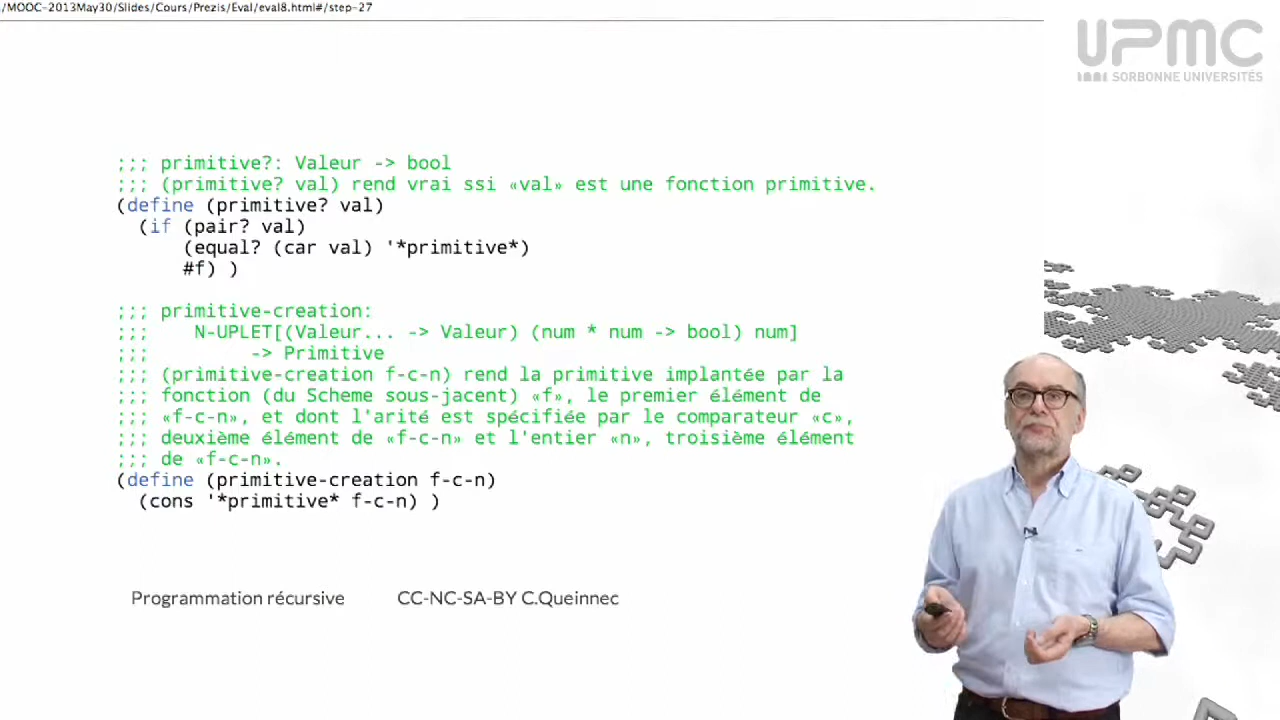 /MOOC-2013May30/Slides/Cours/Prezis/Eval/eval8.html#/step-27
UPMC
SORBONNE UNIVERSITÉS
;;; primitive?: Valeur -> bool
;;; (primitive? val) rend vrai ssi «val» est une fonction primitive.
(define (primitive? val)
  (if (pair? val)
      (equal? (car val) '*primitive*)
      #f) )
;;; primitive-creation:
;;;    N-UPLET[(Valeur... -> Valeur) (num * num -> bool) num]
;;;         -> Primitive
;;; (primitive-creation f-c-n) rend la primitive implantée par la
;;; fonction (du Scheme sous-jacent) «f», le premier élément de
;;; «f-c-n», et dont l'arité est spécifiée par le comparateur «c»,
;;; deuxième élément de «f-c-n» et l'entier «n», troisième élément
;;; de «f-c-n».
(define (primitive-creation f-c-n)
  (cons '*primitive* f-c-n) )
Programmation récursive CC-NC-SA-BY C.Queinnec